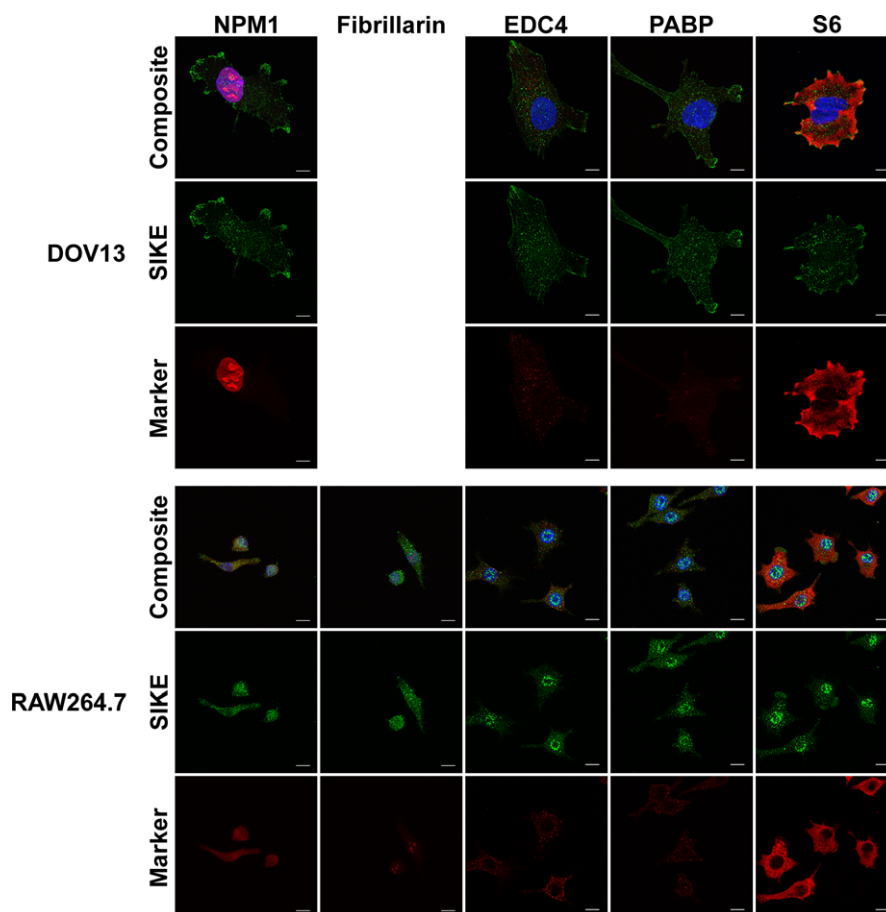 NPM1 Fibrillarin EDC4 PABP S6
Composite
DOV13
SIKE
Marker
Composite
RAW264.7
SIKE
Marker